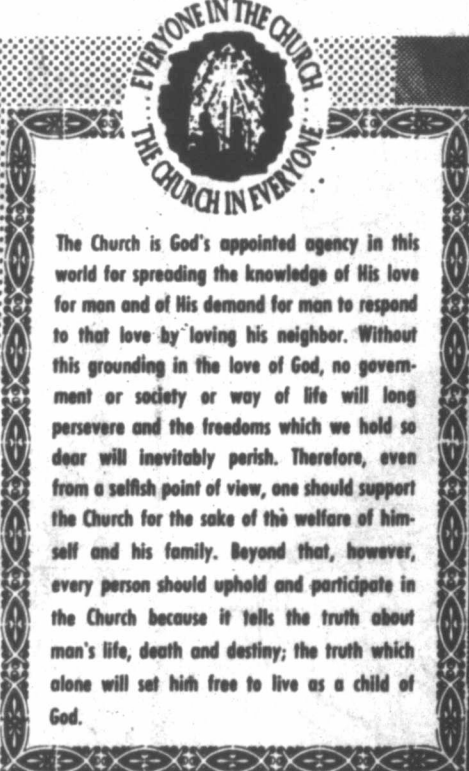 EVERYONE IN THE CHURCH
THE CHURCH IN EVERYONE
The Church is God's appointed agency in this
world for spreading the knowledge of His love
for man and of His demand for man to respond
to that love by loving his neighbor. Without
this grounding in the love of God, no govern-
ment or society or way of life will long
persevere and the freedoms which we hold so
dear will inevitably perish. Therefore, even
from a selfish point of view, one should support
the Church for the sake of the welfare of him-
self and his family. Beyond that, however,
every person should uphold and participate in
the Church because it tells the truth about
man's life, death and destiny; the truth which
alone will set him free to live as a child of
God.